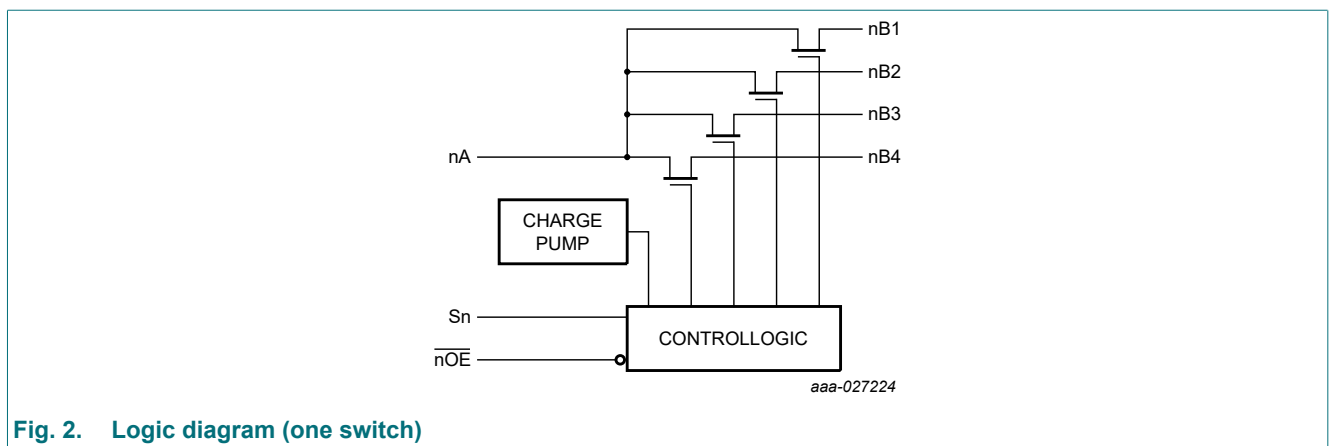 nB1
nB2
nB3
nA
nB4
CHARGE
PUMP
Sn
CONTROLLOGIC
nOE
aaa-027224
Fig. 2. Logic diagram (one switch)